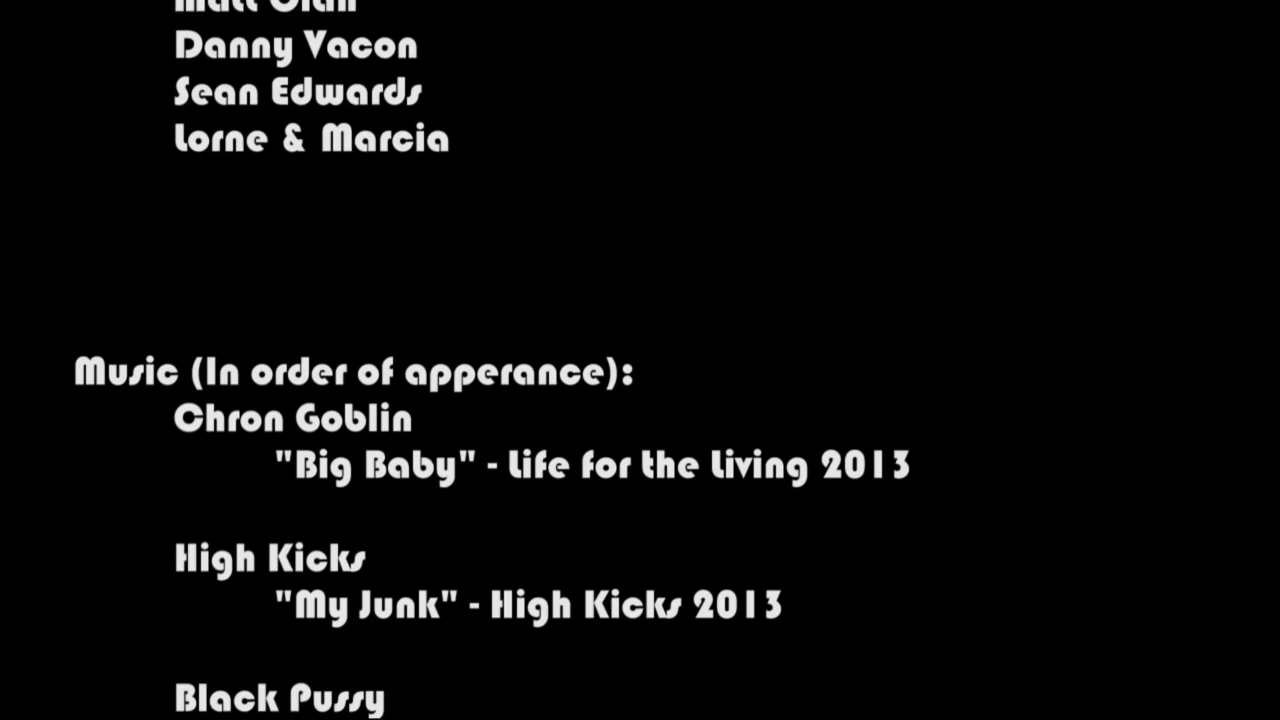 Danny Vacon
Sean Edwards
Lorne & Marcia
Music (In order of apperance):
Chron Goblin
"Big Baby" - Life for the Living 2013
High Kicks
"My Junk" - High Kicks 2013
Black Pussy